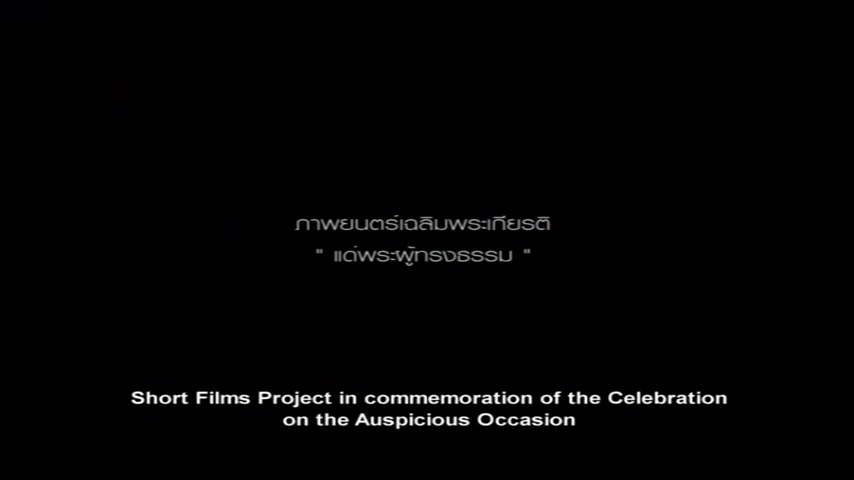 ภาพยนตร์เฉลิมพระเกียรติ
" แด่พระผู้ทรงธรรม "
Short Films Project in commemoration of the Celebration
on the Auspicious Occasion